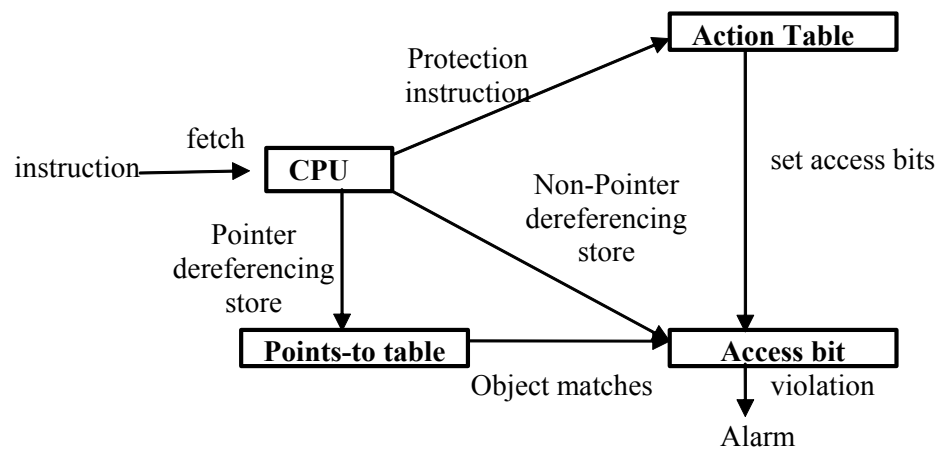 Action Table
Protection
instruction
fetch
instruction
CPU
set access bits
Non-Pointer
dereferencing
store
Pointer
dereferencing
store
Points-to table
Access bit
Object matches
violation
Alarm